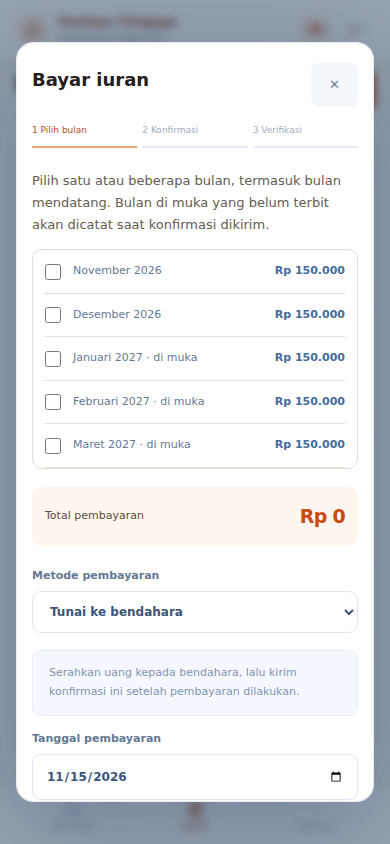 Bayar iuran
✕
1 Pilih bulan
2 Konfirmasi
3 Verifikasi
Pilih satu atau beberapa bulan, termasuk bulan
mendatang. Bulan di muka yang belum terbit
akan dicatat saat konfirmasi dikirim.
November 2026 Rp 150.000
Desember 2026 Rp 150.000
Januari 2027 · di muka Rp 150.000
Februari 2027 · di muka Rp 150.000
Maret 2027 · di muka Rp 150.000
Total pembayaran Rp 0
Metode pembayaran
Tunai ke bendahara
Serahkan uang kepada bendahara, lalu kirim
konfirmasi ini setelah pembayaran dilakukan.
Tanggal pembayaran
11/15/2026